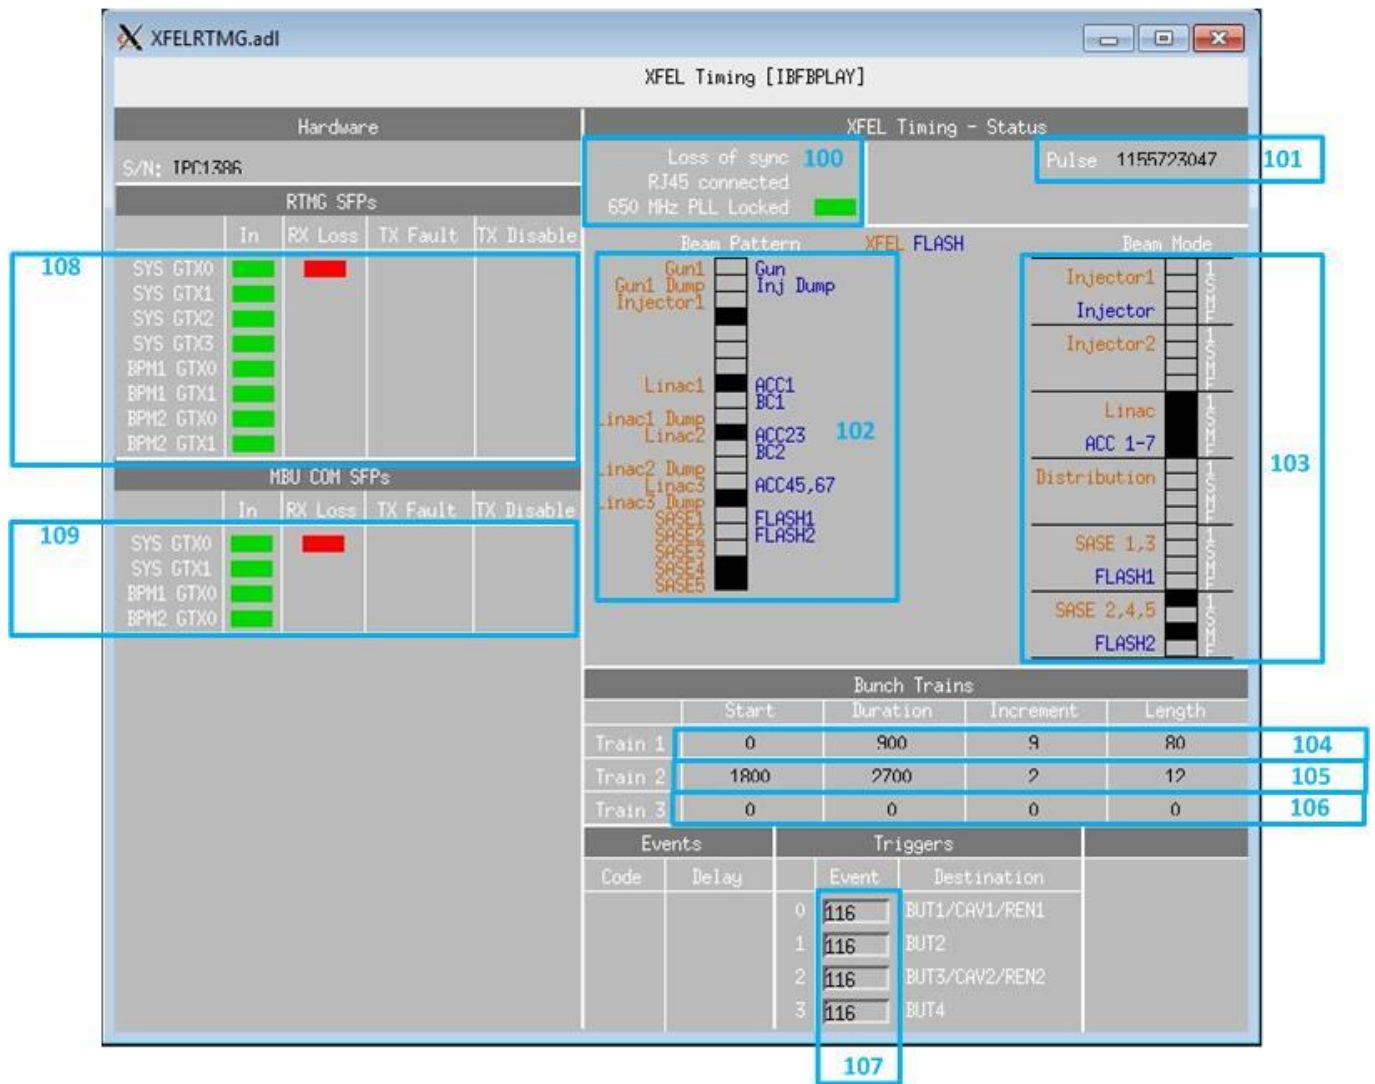 XFELRTMG.adl
XFEL Timing [IBFBPLAY]
Hardware
S/N: IPC1386
RTMG SFPs
In RX Loss TX Fault TX Disable
108
SYS GTX0
SYS GTX1
SYS GTX2
SYS GTX3
BPM1 GTX0
BPM1 GTX1
BPM2 GTX0
BPM2 GTX1
MBU COM SFPs
In RX Loss TX Fault TX Disable
109
SYS GTX0
SYS GTX1
BPM1 GTX0
BPM2 GTX0
XFEL Timing - Status
Loss of sync 100
RJ45 connected
650 MHz PLL Locked
Pulse 1155723047 101
Beam Pattern XFEL FLASH Beam Mode
Gun1 Gun
Gun1 Dump Inj Dump
Injector1
Linac1 ACC1
BC1
Linac1 Dump
Linac2 ACC23 102
BC2
Linac2 Dump
Linac3 ACC45,67
Linac3 Dump
SASE1 FLASH1
SASE2 FLASH2
SASE3
SASE4
SASE5
Injector1 1
S
Injector M
F
Injector2 1
S
M
F
Linac 1
S
ACC 1-7 M
F
103
Distribution 1
S
M
F
SASE 1,3 1
S
FLASH1 M
F
SASE 2,4,5 1
S
FLASH2 M
F
Bunch Trains
Start Duration Increment Length
Train 1 0 900 9 80 104
Train 2 1800 2700 2 12 105
Train 3 0 0 0 0 106
Events
Code Delay
Triggers
Event Destination
0 116 BUT1/CAV1/REN1
1 116 BUT2
2 116 BUT3/CAV2/REN2
3 116 BUT4
107